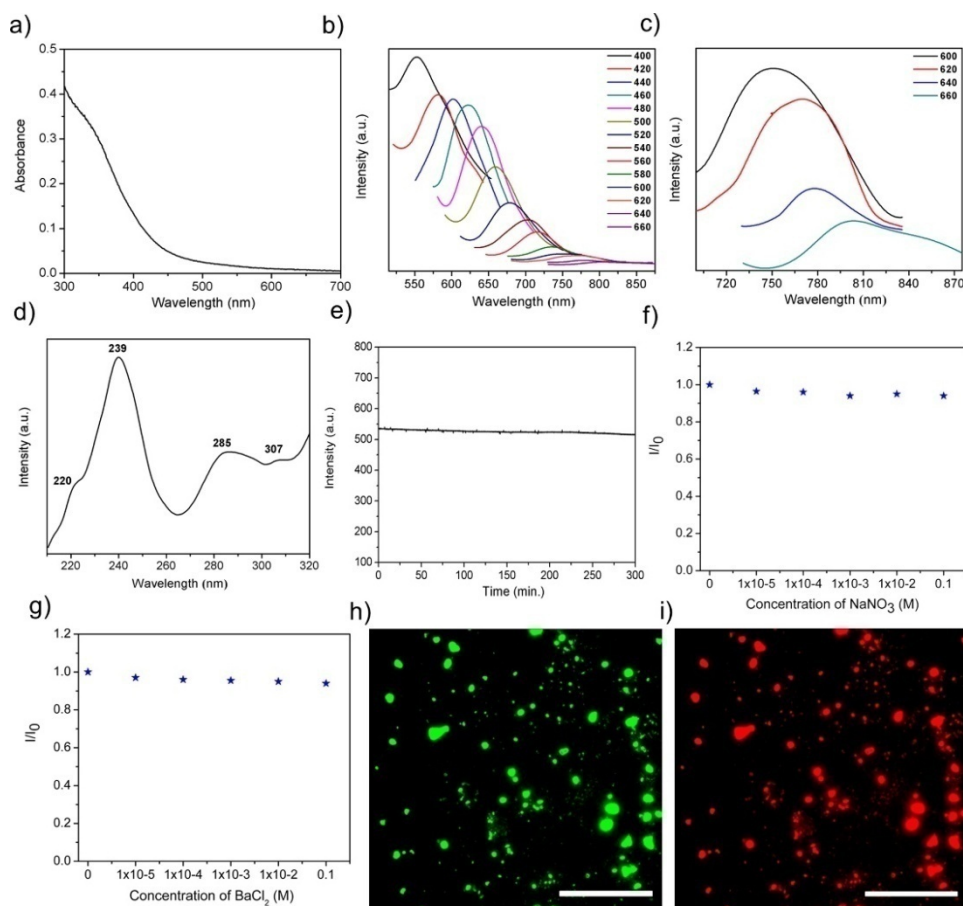 a)
0.5
0.4
0.3
0.2
0.1
0.0
Absorbance
300 400 500 600 700
Wavelength (nm)
b)
Intensity (a.u.)
400
420
440
460
480
500
520
540
560
580
600
620
640
660
550 600 650 700 750 800 850
Wavelength (nm)
c)
Intensity (a.u.)
600
620
640
660
720 750 780 810 840 870
Wavelength (nm)
d)
Intensity (a.u.)
239
285
307
220
220 240 260 280 300 320
Wavelength (nm)
e)
800
700
600
500
400
300
200
100
Intensity (a.u.)
0 50 100 150 200 250 300
Time (min.)
f)
1.2
1.0
0.8
0.6
0.4
0.2
0.0
I/I0
0 1x10-5 1x10-4 1x10-3 1x10-2 0.1
Concentration of NaNO3 (M)
g)
1.2
1.0
0.8
0.6
0.4
0.2
0.0
I/I0
0 1x10-5 1x10-4 1x10-3 1x10-2 0.1
Concentration of BaCl2 (M)
h)
i)